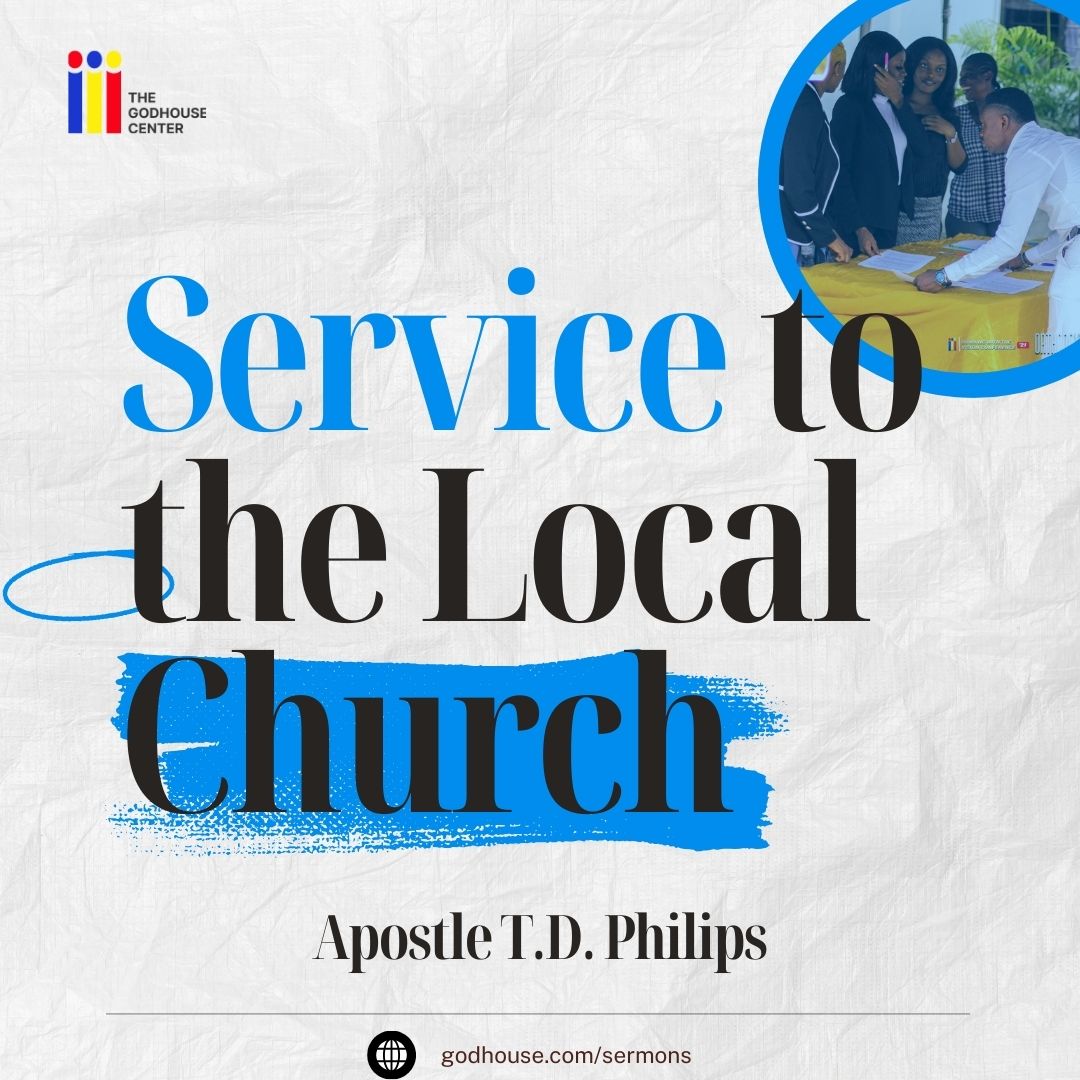 THE
GODHOUSE
CENTER
Service to
the Local
Church
Apostle T.D. Philips
godhouse.com/sermons